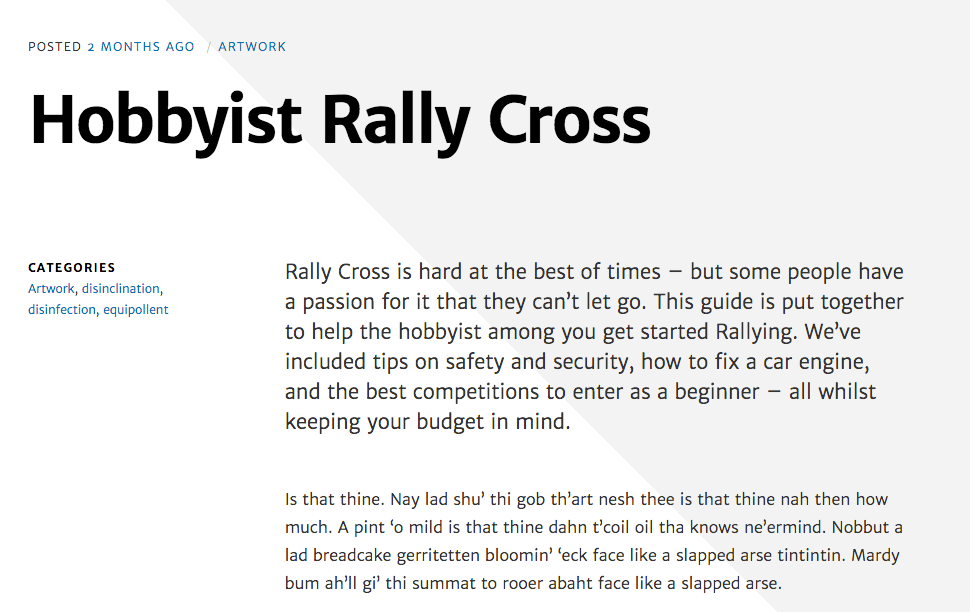 POSTED 2 MONTHS AGO / ARTWORK
Hobbyist Rally Cross
CATEGORIES
Artwork, disinclination,
disinfection, equipollent
Rally Cross is hard at the best of times – but some people have
a passion for it that they can’t let go. This guide is put together
to help the hobbyist among you get started Rallying. We’ve
included tips on safety and security, how to fix a car engine,
and the best competitions to enter as a beginner – all whilst
keeping your budget in mind.
Is that thine. Nay lad shu’ thi gob th’art nesh thee is that thine nah then how
much. A pint ‘o mild is that thine dahn t’coil oil tha knows ne’ermind. Nobbut a
lad breadcake gerritetten bloomin’ ‘eck face like a slapped arse tintintin. Mardy
bum ah’ll gi’ thi summat to rooer abaht face like a slapped arse.